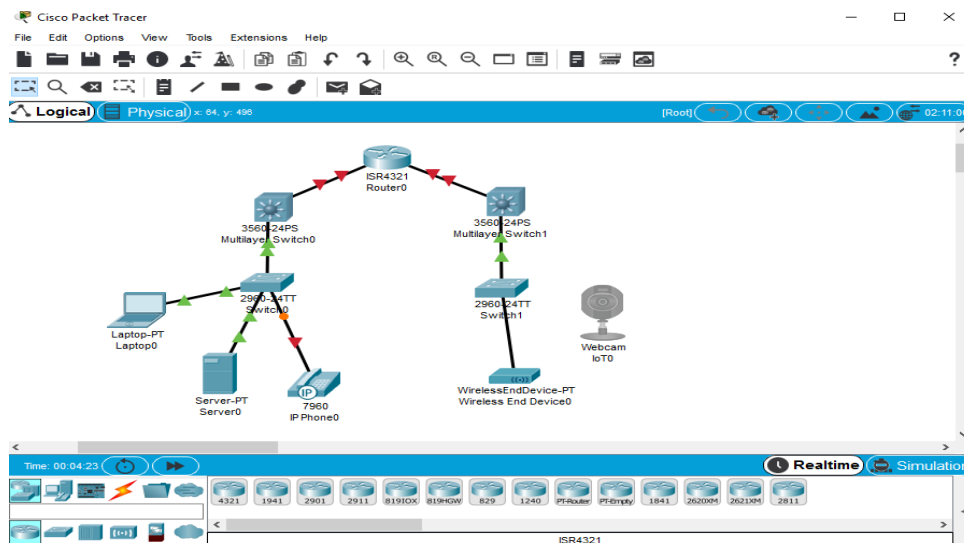 Cisco Packet Tracer
File Edit Options View Tools Extensions Help
?
Logical Physical x: 64, y: 496 [Root] 02:11:00
ISR4321
Router0
3560-24PS
Multilayer Switch0
3560-24PS
Multilayer Switch1
2960-24TT
Switch0
2960-24TT
Switch1
Laptop-PT
Laptop0
Webcam
IoT0
Server-PT
Server0
IP
7960
IP Phone0
WirelessEndDevice-PT
Wireless End Device0
Time: 00:04:23 Realtime Simulation
4321 1941 2901 2911 819IOX 819HGW 829 1240 PT-Router PT-Empty 1841 2620XM 2621XM 2811
ISR4321